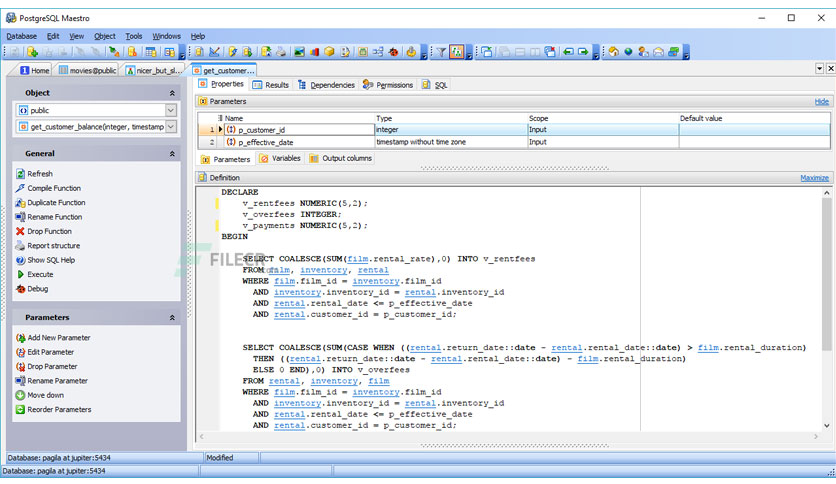 PostgreSQL Maestro
Database Edit View Object Tools Windows Help
Home movies@public nicer_but_sl... get_customer...
Object
public
get_customer_balance(integer, timestamp
General
Refresh
Compile Function
Duplicate Function
Rename Function
Drop Function
Report structure
Show SQL Help
Execute
Debug
Parameters
Add New Parameter
Edit Parameter
Drop Parameter
Rename Parameter
Move down
Reorder Parameters
Properties Results Dependencies Permissions SQL
Parameters Hide
Name Type Scope Default value
1 p_customer_id integer Input
2 p_effective_date timestamp without time zone Input
Parameters Variables Output columns
Definition Maximize
DECLARE
v_rentfees NUMERIC(5,2);
v_overfees INTEGER;
v_payments NUMERIC(5,2);
BEGIN
SELECT COALESCE(SUM(film.rental_rate),0) INTO v_rentfees
FROM film, inventory, rental
WHERE film.film_id = inventory.film_id
AND inventory.inventory_id = rental.inventory_id
AND rental.rental_date <= p_effective_date
AND rental.customer_id = p_customer_id;
SELECT COALESCE(SUM(CASE WHEN ((rental.return_date::date - rental.rental_date::date) > film.rental_duration)
THEN ((rental.return_date::date - rental.rental_date::date) - film.rental_duration)
ELSE 0 END),0) INTO v_overfees
FROM rental, inventory, film
WHERE film.film_id = inventory.film_id
AND inventory.inventory_id = rental.inventory_id
AND rental.rental_date <= p_effective_date
AND rental.customer_id = p_customer_id;
FILECR
Database: pagila at jupiter:5434 Modified
Database: pagila at jupiter:5434